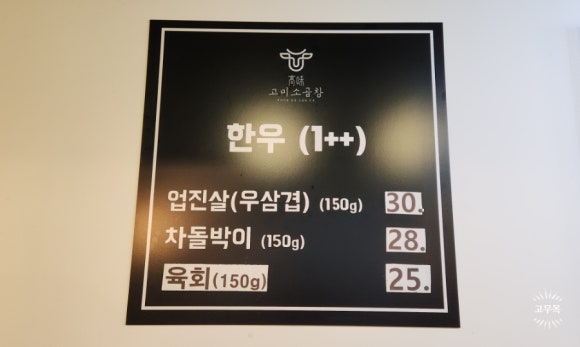 高味
고미소곱창
한우 (1++)
업진살(우삼겹) (150g) 30.
차돌박이 (150g) 28.
육회(150g) 25.
고무옥